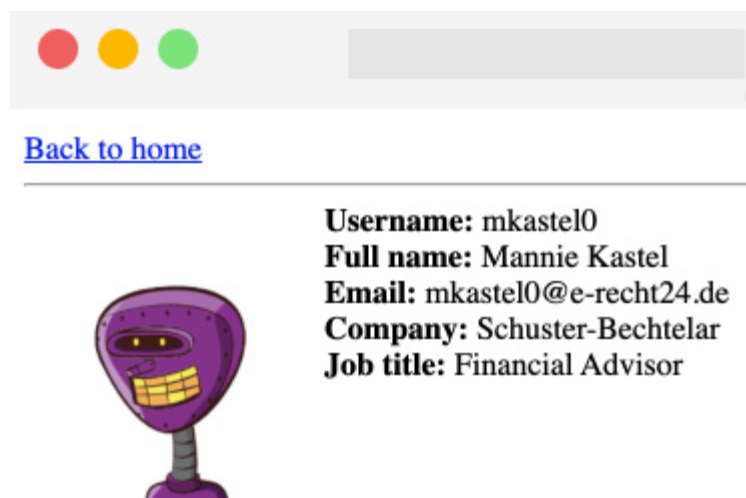 Back to home
Username: mkastel0
Full name: Mannie Kastel
Email: mkastel0@e-recht24.de
Company: Schuster-Bechtelar
Job title: Financial Advisor